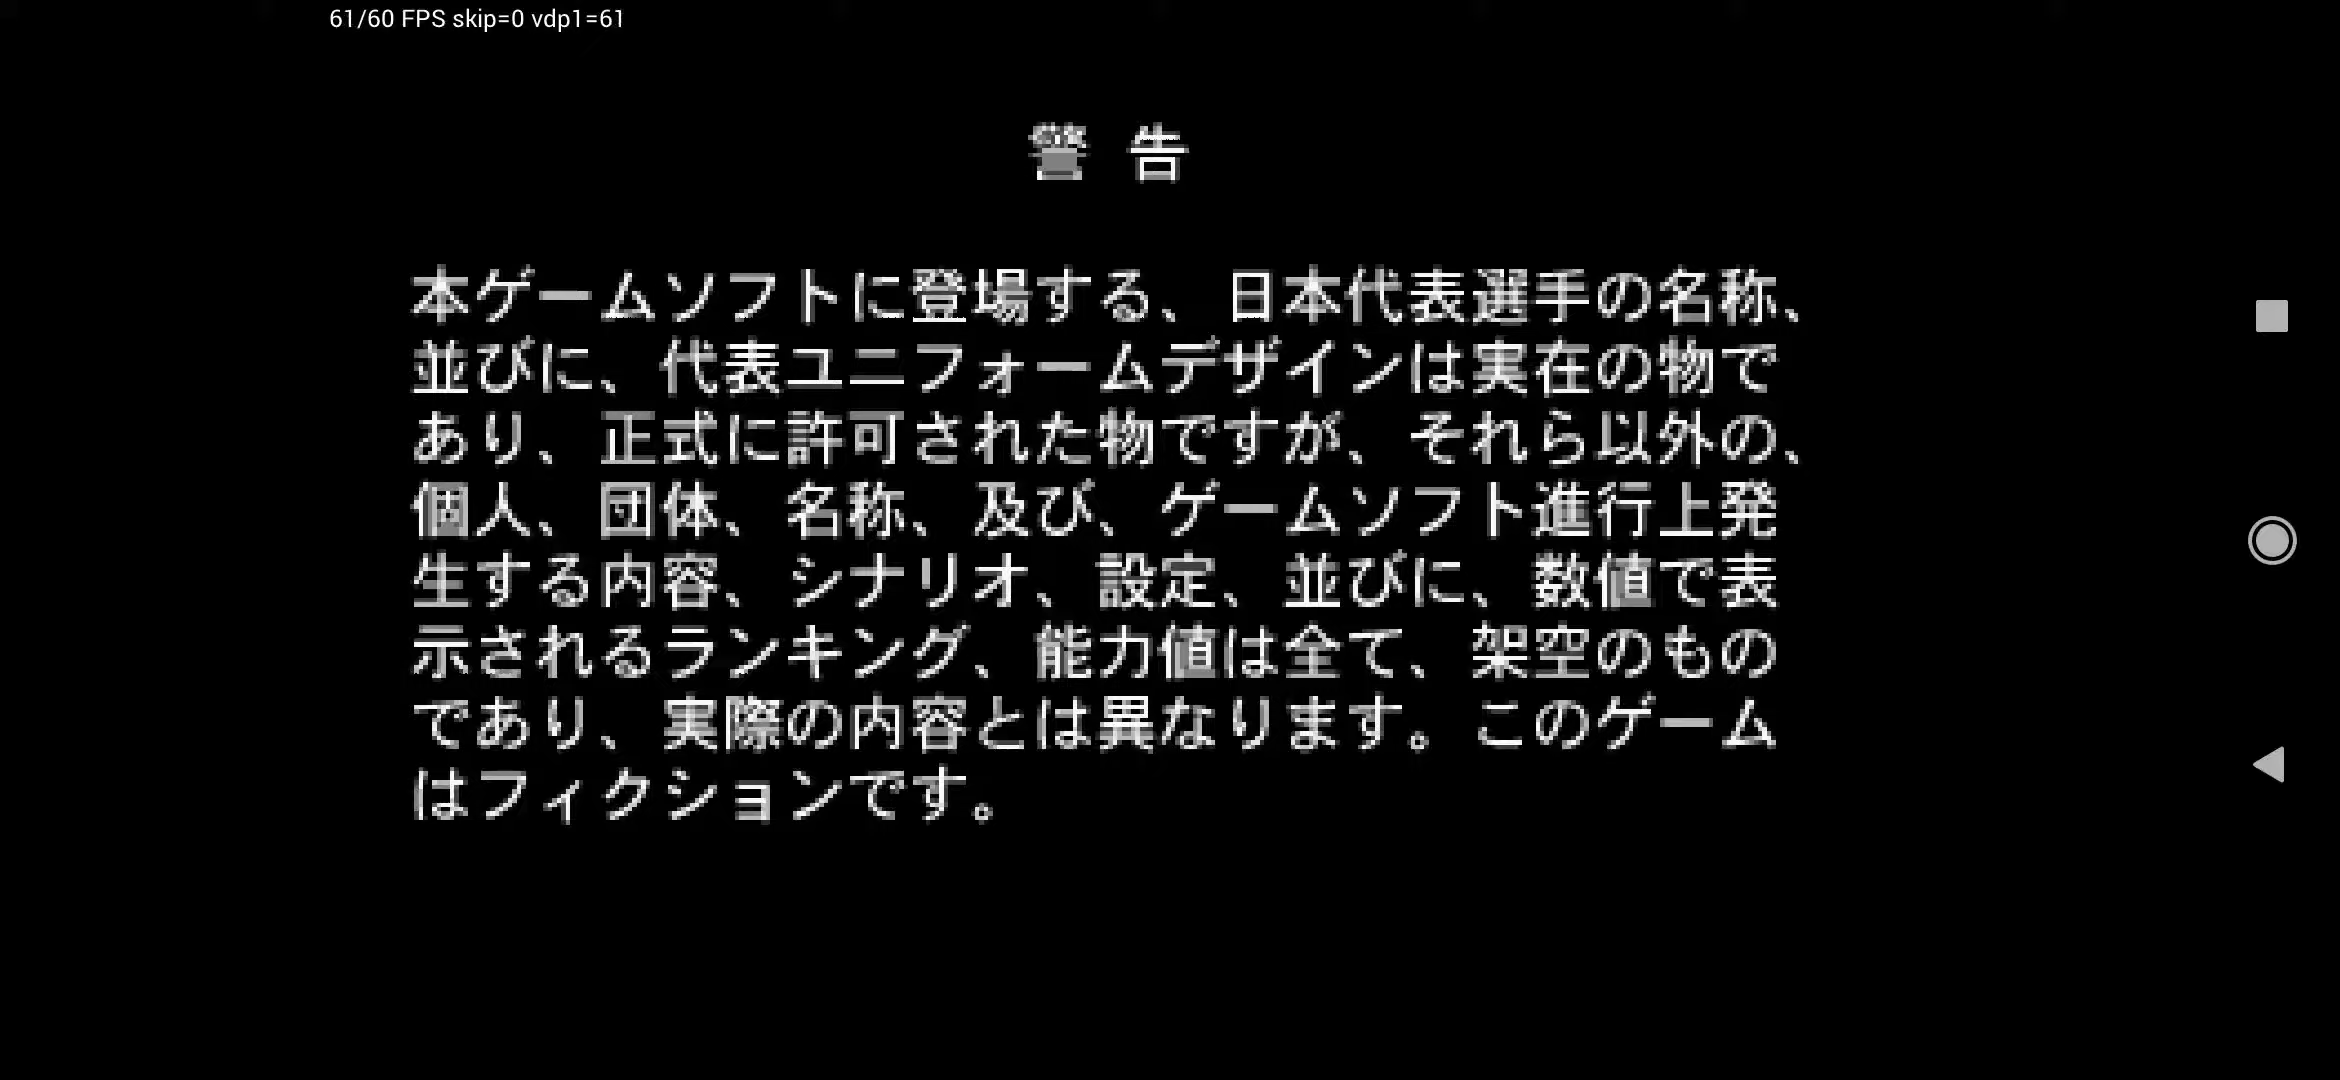 61/60 FPS skip=0 vdp1=61
警 告
本ゲームソフトに登場する、日本代表選手の名称、
並びに、代表ユニフォームデザインは実在の物で
あり、正式に許可された物ですが、それら以外の、
個人、団体、名称、及び、ゲームソフト進行上発
生する内容、シナリオ、設定、並びに、数値で表
示されるランキング、能力値は全て、架空のもの
であり、実際の内容とは異なります。このゲーム
はフィクションです。